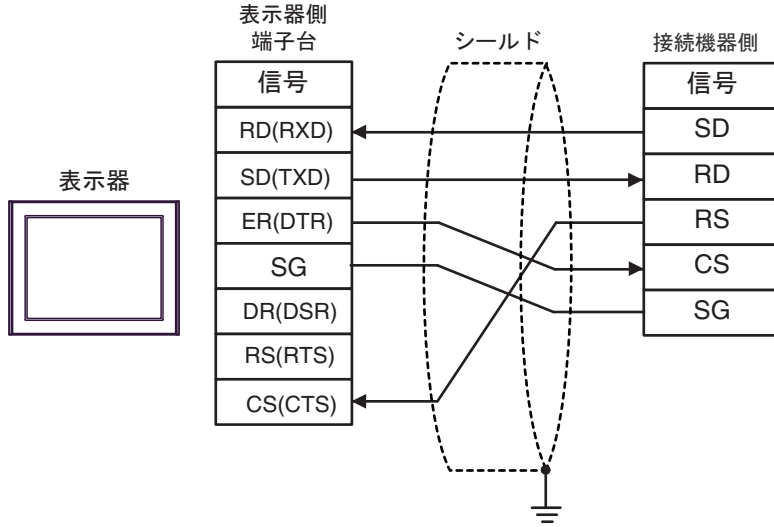 表示器側
端子台
シールド
接続機器側
信号
信号
RD(RXD)
SD
SD(TXD)
RD
表示器
ER(DTR)
RS
SG
CS
DR(DSR)
SG
RS(RTS)
CS(CTS)